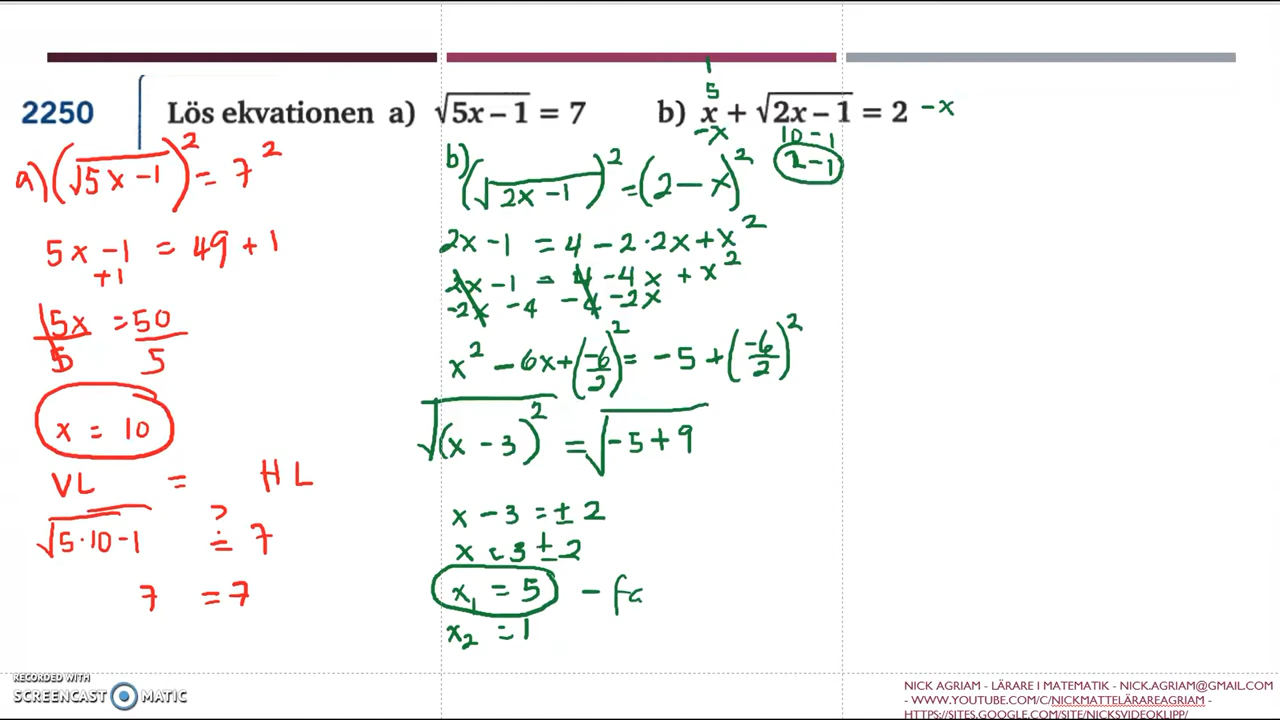 2250 Lös ekvationen a) √5x – 1 = 7 b) x + √2x – 1 = 2 – x
1
5
–x
10 – 1
2 – 1
a) (√5x – 1)² = 7²
5x – 1 = 49 + 1
+1
5x = 50
5 5
x = 10
VL = HL
√5·10–1 ?= 7
7 = 7
b) (√2x – 1)² = (2 – x)²
2x – 1 = 4 – 2·2x + x²
2x – 1 = 4 – 4x + x²
–2x – 4 –4 –2x
x² – 6x + (–6/2)² = –5 + (–6/2)²
√(x – 3)² = √–5 + 9
x – 3 = ± 2
x = 3 ± 2
x₁ = 5 – fa
x₂ = 1
RECORDED WITH
SCREENCAST MATIC
NICK AGRIAM - LÄRARE I MATEMATIK - NICK.AGRIAM@GMAIL.COM
- WWW.YOUTUBE.COM/C/NICKMATTELÄRAREAGRIAM -
HTTPS://SITES.GOOGLE.COM/SITE/NICKSVIDEOKLIPP/